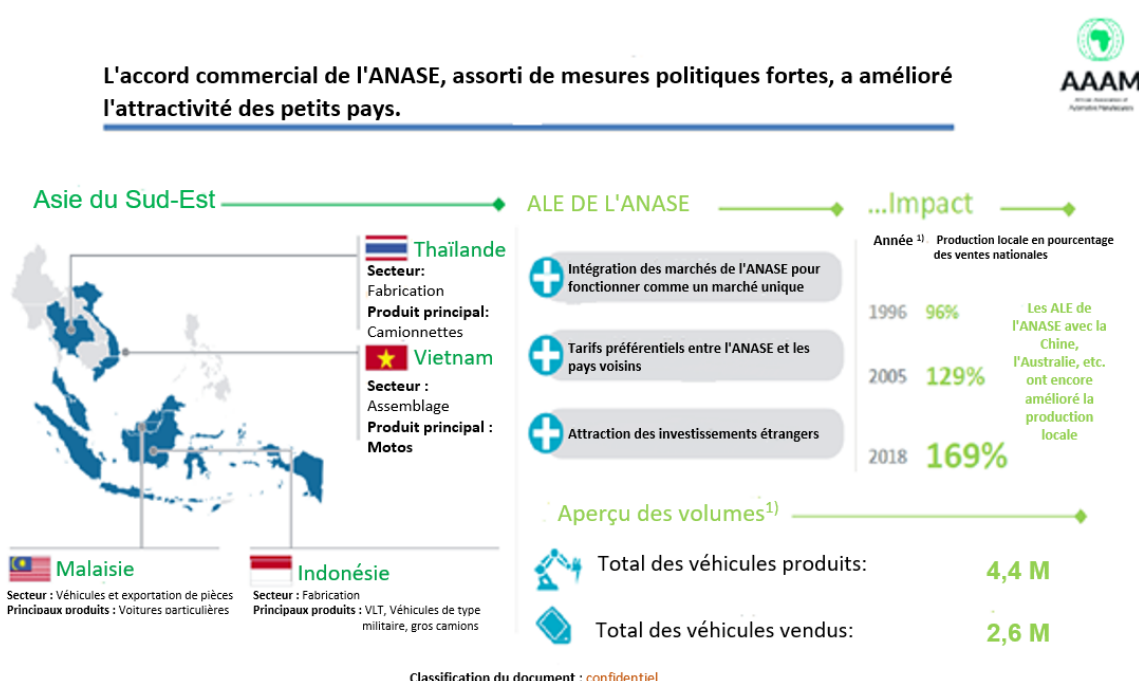 L'accord commercial de l'ANASE, assorti de mesures politiques fortes, a amélioré
l'attractivité des petits pays.
AAAM
African Association of
Automotive Manufacturers
Asie du Sud-Est
Thaïlande
Secteur:
Fabrication
Produit principal:
Camionnettes
Vietnam
Secteur :
Assemblage
Produit principal :
Motos
Malaisie
Secteur : Véhicules et exportation de pièces
Principaux produits : Voitures particulières
Indonésie
Secteur : Fabrication
Principaux produits : VLT, Véhicules de type
militaire, gros camions
ALE DE L'ANASE
Intégration des marchés de l'ANASE pour
fonctionner comme un marché unique
Tarifs préférentiels entre l'ANASE et les
pays voisins
Attraction des investissements étrangers
...Impact
Année 1) Production locale en pourcentage
des ventes nationales
1996 96%
2005 129%
2018 169%
Les ALE de
l'ANASE avec la
Chine,
l'Australie, etc.
ont encore
amélioré la
production
locale
Aperçu des volumes1)
Total des véhicules produits: 4,4 M
Total des véhicules vendus: 2,6 M
Classification du document : confidentiel